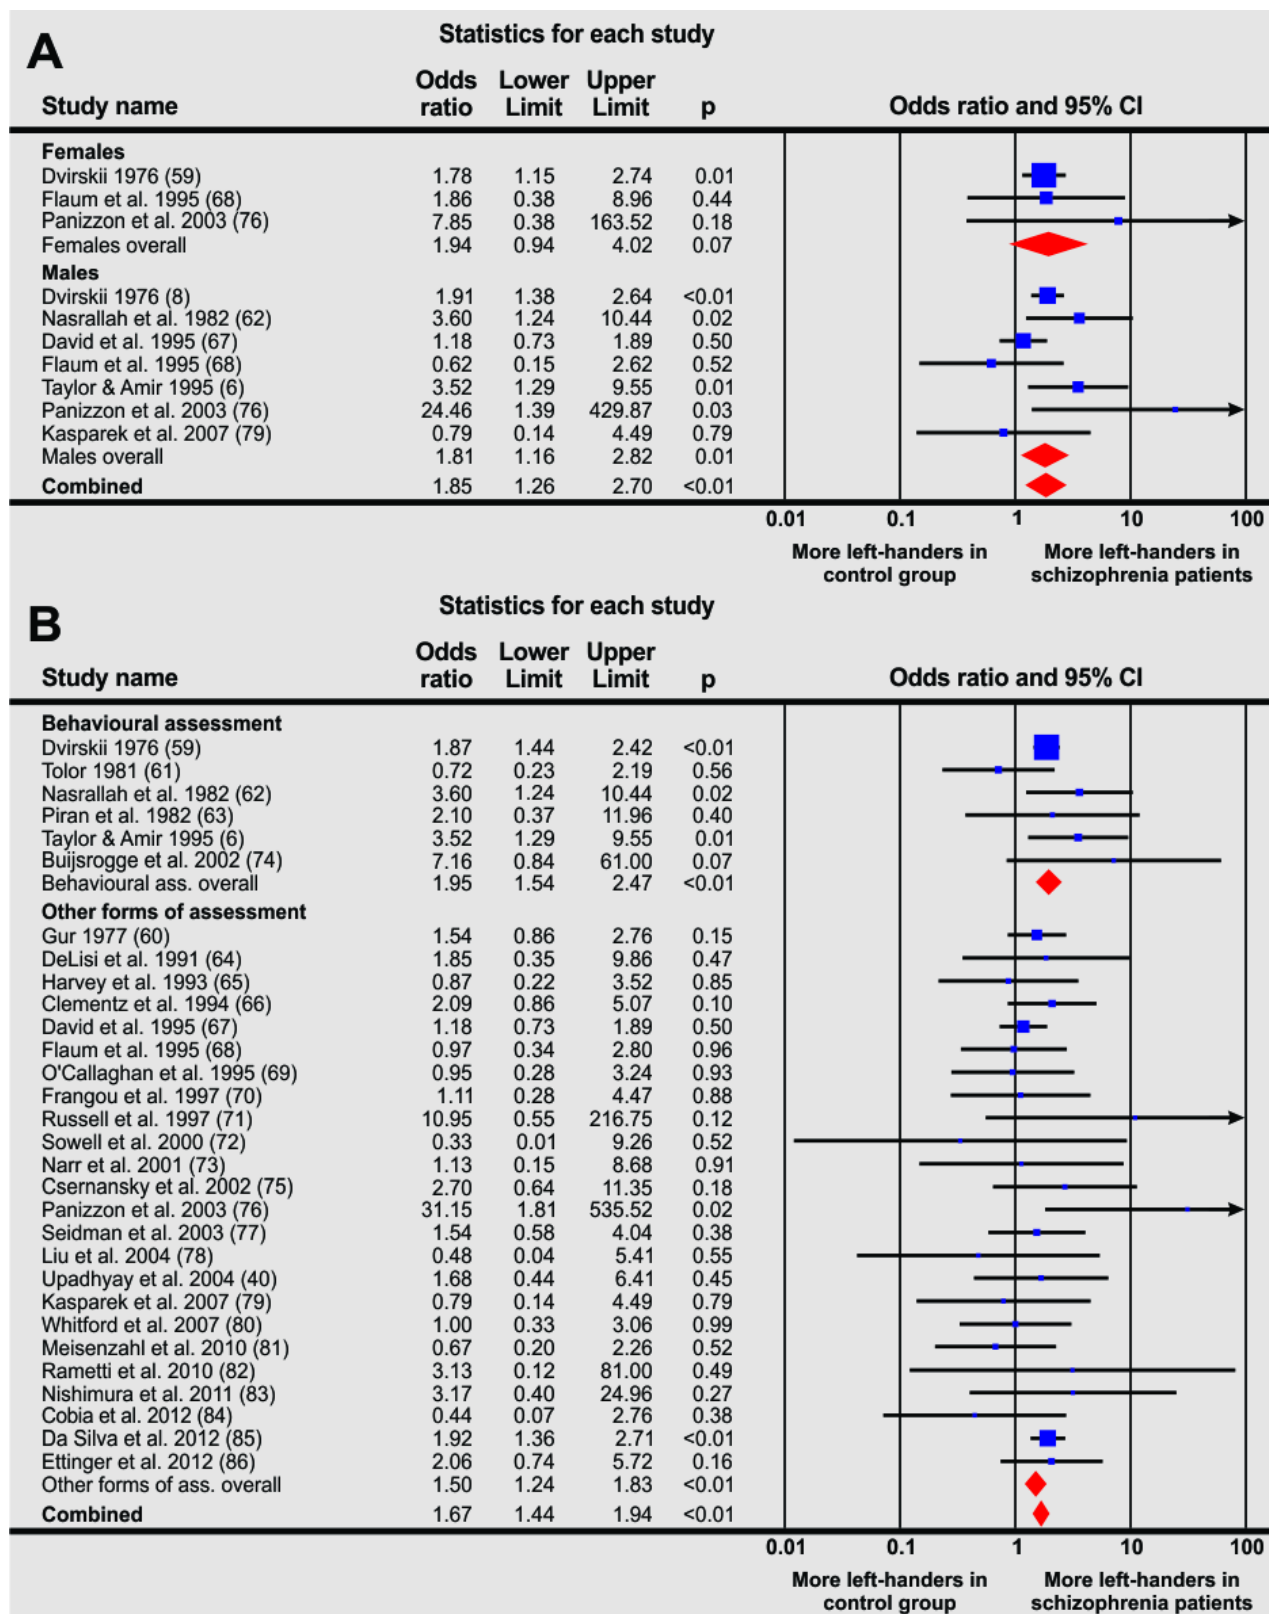 A
Statistics for each study
Study name Odds ratio Lower Limit Upper Limit p Odds ratio and 95% CI
Females
Dvirskii 1976 (59) 1.78 1.15 2.74 0.01
Flaum et al. 1995 (68) 1.86 0.38 8.96 0.44
Panizzon et al. 2003 (76) 7.85 0.38 163.52 0.18
Females overall 1.94 0.94 4.02 0.07
Males
Dvirskii 1976 (8) 1.91 1.38 2.64 <0.01
Nasrallah et al. 1982 (62) 3.60 1.24 10.44 0.02
David et al. 1995 (67) 1.18 0.73 1.89 0.50
Flaum et al. 1995 (68) 0.62 0.15 2.62 0.52
Taylor & Amir 1995 (6) 3.52 1.29 9.55 0.01
Panizzon et al. 2003 (76) 24.46 1.39 429.87 0.03
Kasparek et al. 2007 (79) 0.79 0.14 4.49 0.79
Males overall 1.81 1.16 2.82 0.01
Combined 1.85 1.26 2.70 <0.01
0.01 0.1 1 10 100
More left-handers in control group More left-handers in schizophrenia patients
B
Statistics for each study
Study name Odds ratio Lower Limit Upper Limit p Odds ratio and 95% CI
Behavioural assessment
Dvirskii 1976 (59) 1.87 1.44 2.42 <0.01
Tolor 1981 (61) 0.72 0.23 2.19 0.56
Nasrallah et al. 1982 (62) 3.60 1.24 10.44 0.02
Piran et al. 1982 (63) 2.10 0.37 11.96 0.40
Taylor & Amir 1995 (6) 3.52 1.29 9.55 0.01
Buijsrogge et al. 2002 (74) 7.16 0.84 61.00 0.07
Behavioural ass. overall 1.95 1.54 2.47 <0.01
Other forms of assessment
Gur 1977 (60) 1.54 0.86 2.76 0.15
DeLisi et al. 1991 (64) 1.85 0.35 9.86 0.47
Harvey et al. 1993 (65) 0.87 0.22 3.52 0.85
Clementz et al. 1994 (66) 2.09 0.86 5.07 0.10
David et al. 1995 (67) 1.18 0.73 1.89 0.50
Flaum et al. 1995 (68) 0.97 0.34 2.80 0.96
O'Callaghan et al. 1995 (69) 0.95 0.28 3.24 0.93
Frangou et al. 1997 (70) 1.11 0.28 4.47 0.88
Russell et al. 1997 (71) 10.95 0.55 216.75 0.12
Sowell et al. 2000 (72) 0.33 0.01 9.26 0.52
Narr et al. 2001 (73) 1.13 0.15 8.68 0.91
Csernansky et al. 2002 (75) 2.70 0.64 11.35 0.18
Panizzon et al. 2003 (76) 31.15 1.81 535.52 0.02
Seidman et al. 2003 (77) 1.54 0.58 4.04 0.38
Liu et al. 2004 (78) 0.48 0.04 5.41 0.55
Upadhyay et al. 2004 (40) 1.68 0.44 6.41 0.45
Kasparek et al. 2007 (79) 0.79 0.14 4.49 0.79
Whitford et al. 2007 (80) 1.00 0.33 3.06 0.99
Meisenzahl et al. 2010 (81) 0.67 0.20 2.26 0.52
Rametti et al. 2010 (82) 3.13 0.12 81.00 0.49
Nishimura et al. 2011 (83) 3.17 0.40 24.96 0.27
Cobia et al. 2012 (84) 0.44 0.07 2.76 0.38
Da Silva et al. 2012 (85) 1.92 1.36 2.71 <0.01
Ettinger et al. 2012 (86) 2.06 0.74 5.72 0.16
Other forms of ass. overall 1.50 1.24 1.83 <0.01
Combined 1.67 1.44 1.94 <0.01
0.01 0.1 1 10 100
More left-handers in control group More left-handers in schizophrenia patients